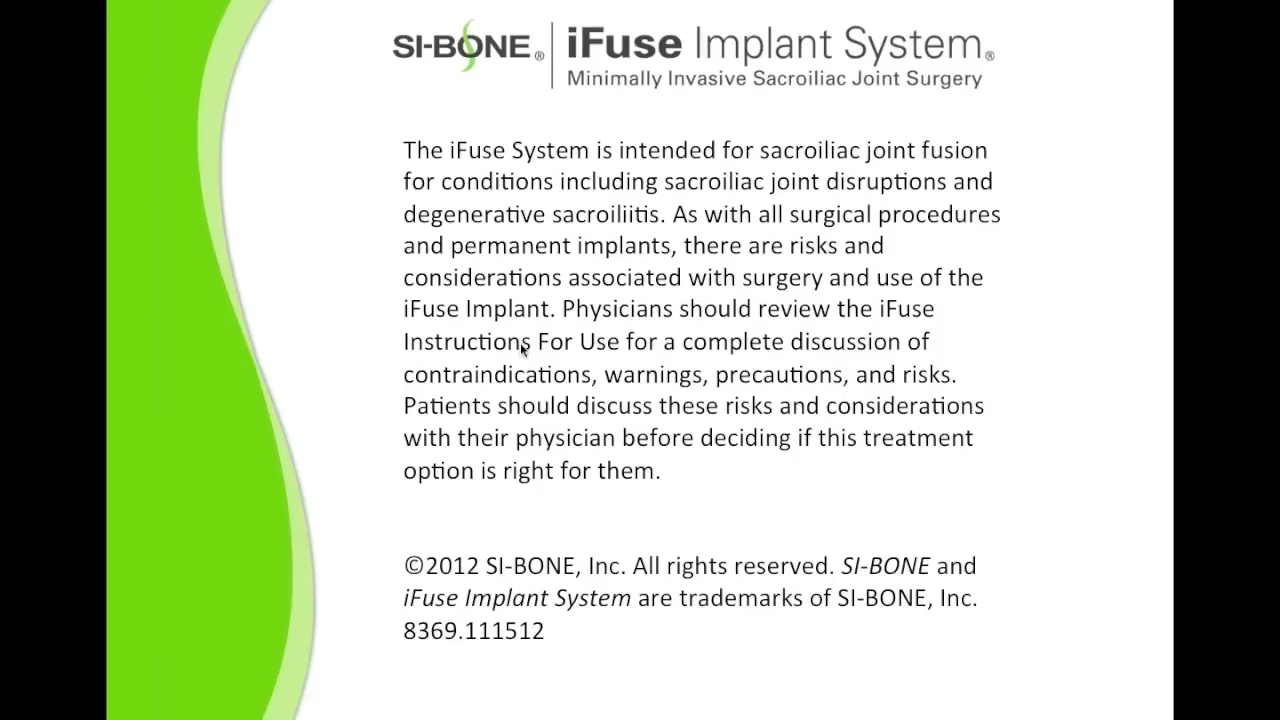 SI-BONE® | iFuse Implant System®
Minimally Invasive Sacroiliac Joint Surgery
The iFuse System is intended for sacroiliac joint fusion
for conditions including sacroiliac joint disruptions and
degenerative sacroiliitis. As with all surgical procedures
and permanent implants, there are risks and
considerations associated with surgery and use of the
iFuse Implant. Physicians should review the iFuse
Instructions For Use for a complete discussion of
contraindications, warnings, precautions, and risks.
Patients should discuss these risks and considerations
with their physician before deciding if this treatment
option is right for them.
©2012 SI-BONE, Inc. All rights reserved. SI-BONE and
iFuse Implant System are trademarks of SI-BONE, Inc.
8369.111512